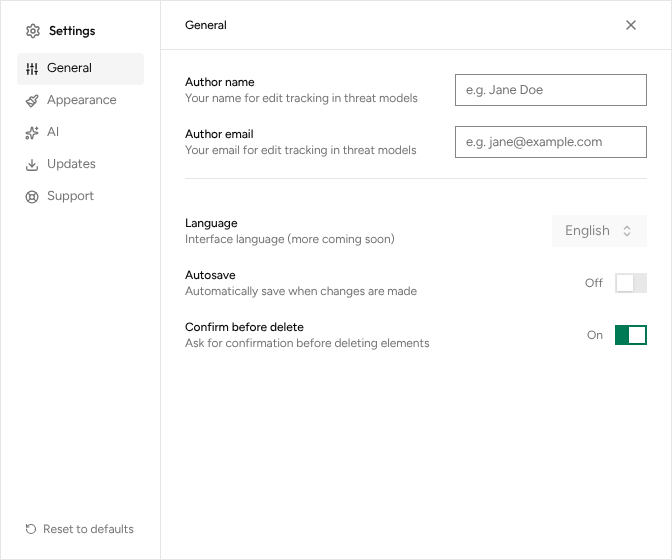 Settings
General
Appearance
AI
Updates
Support
Reset to defaults
General
Author name
Your name for edit tracking in threat models
e.g. Jane Doe
Author email
Your email for edit tracking in threat models
e.g. jane@example.com
Language
Interface language (more coming soon)
English
Autosave
Automatically save when changes are made
Off
Confirm before delete
Ask for confirmation before deleting elements
On